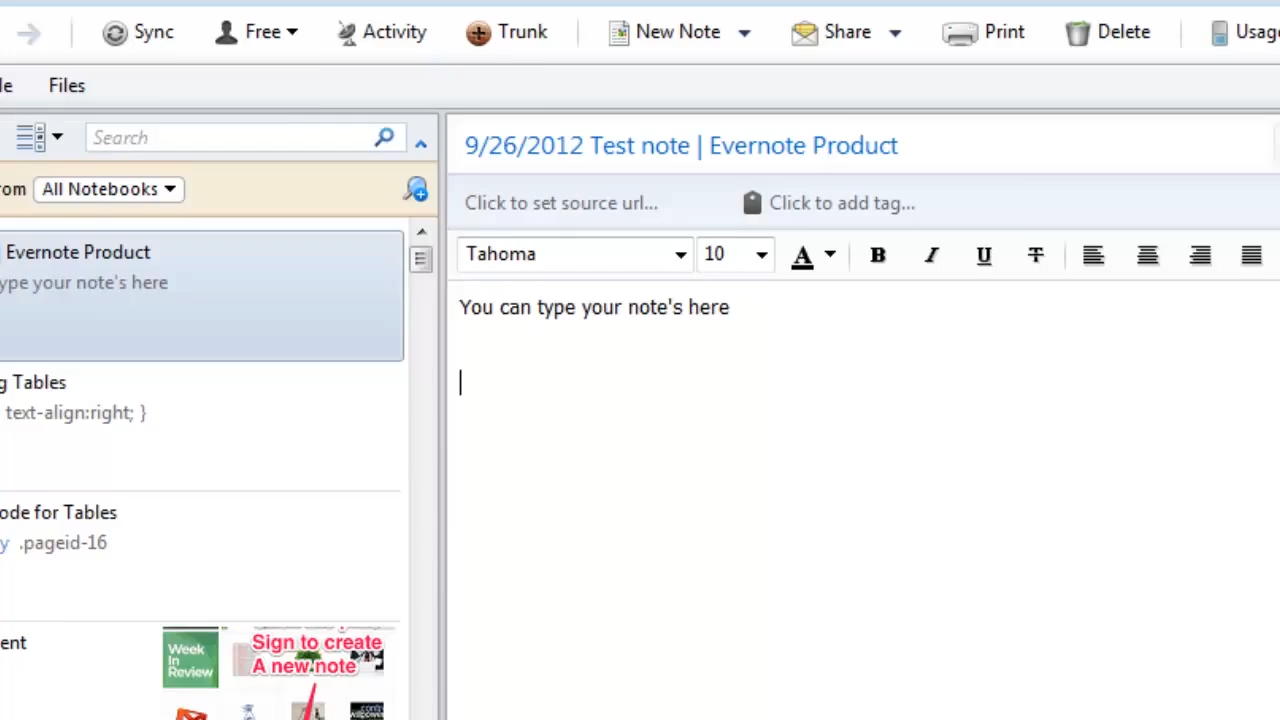 Sync Free Activity Trunk New Note Share Print Delete Usage
Files
Search
All Notebooks
9/26/2012 Test note | Evernote Product
Click to set source url... Click to add tag...
Tahoma 10 A B I U T
You can type your note's here
Evernote Product
ype your note's here
g Tables
text-align:right; }
ode for Tables
y .pageid-16
ent
Week
In
Review
Sign to create
A new note